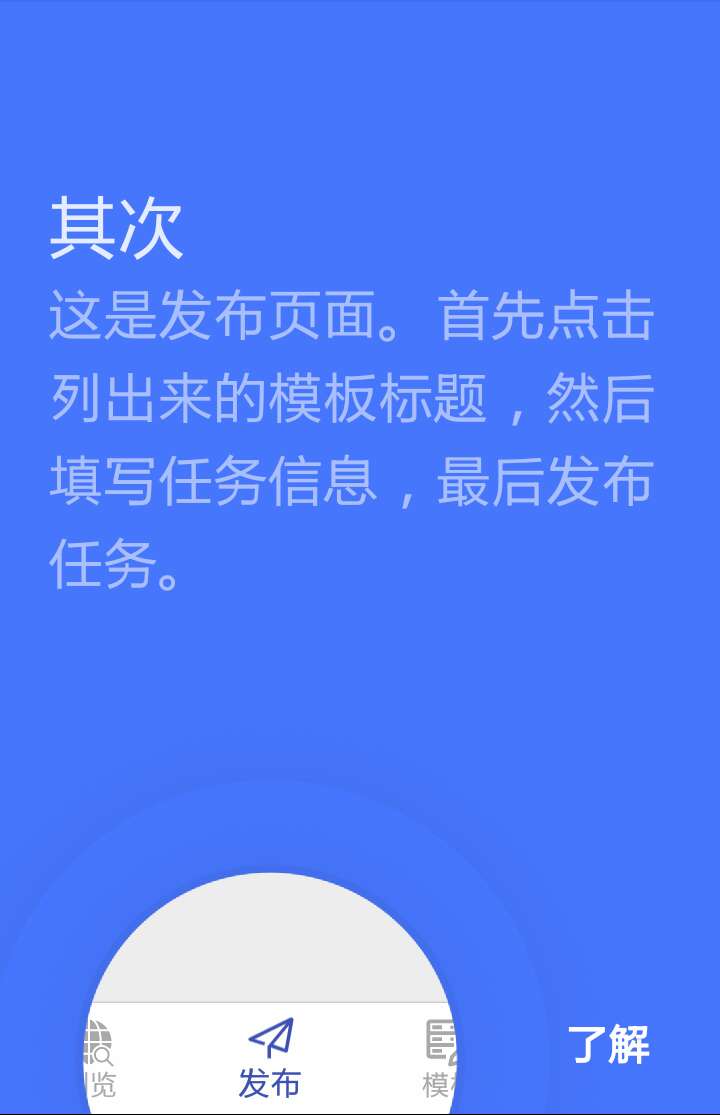 其次
这是发布页面。首先点击
列出来的模板标题，然后
填写任务信息，最后发布
任务。
览
发布
模
了解